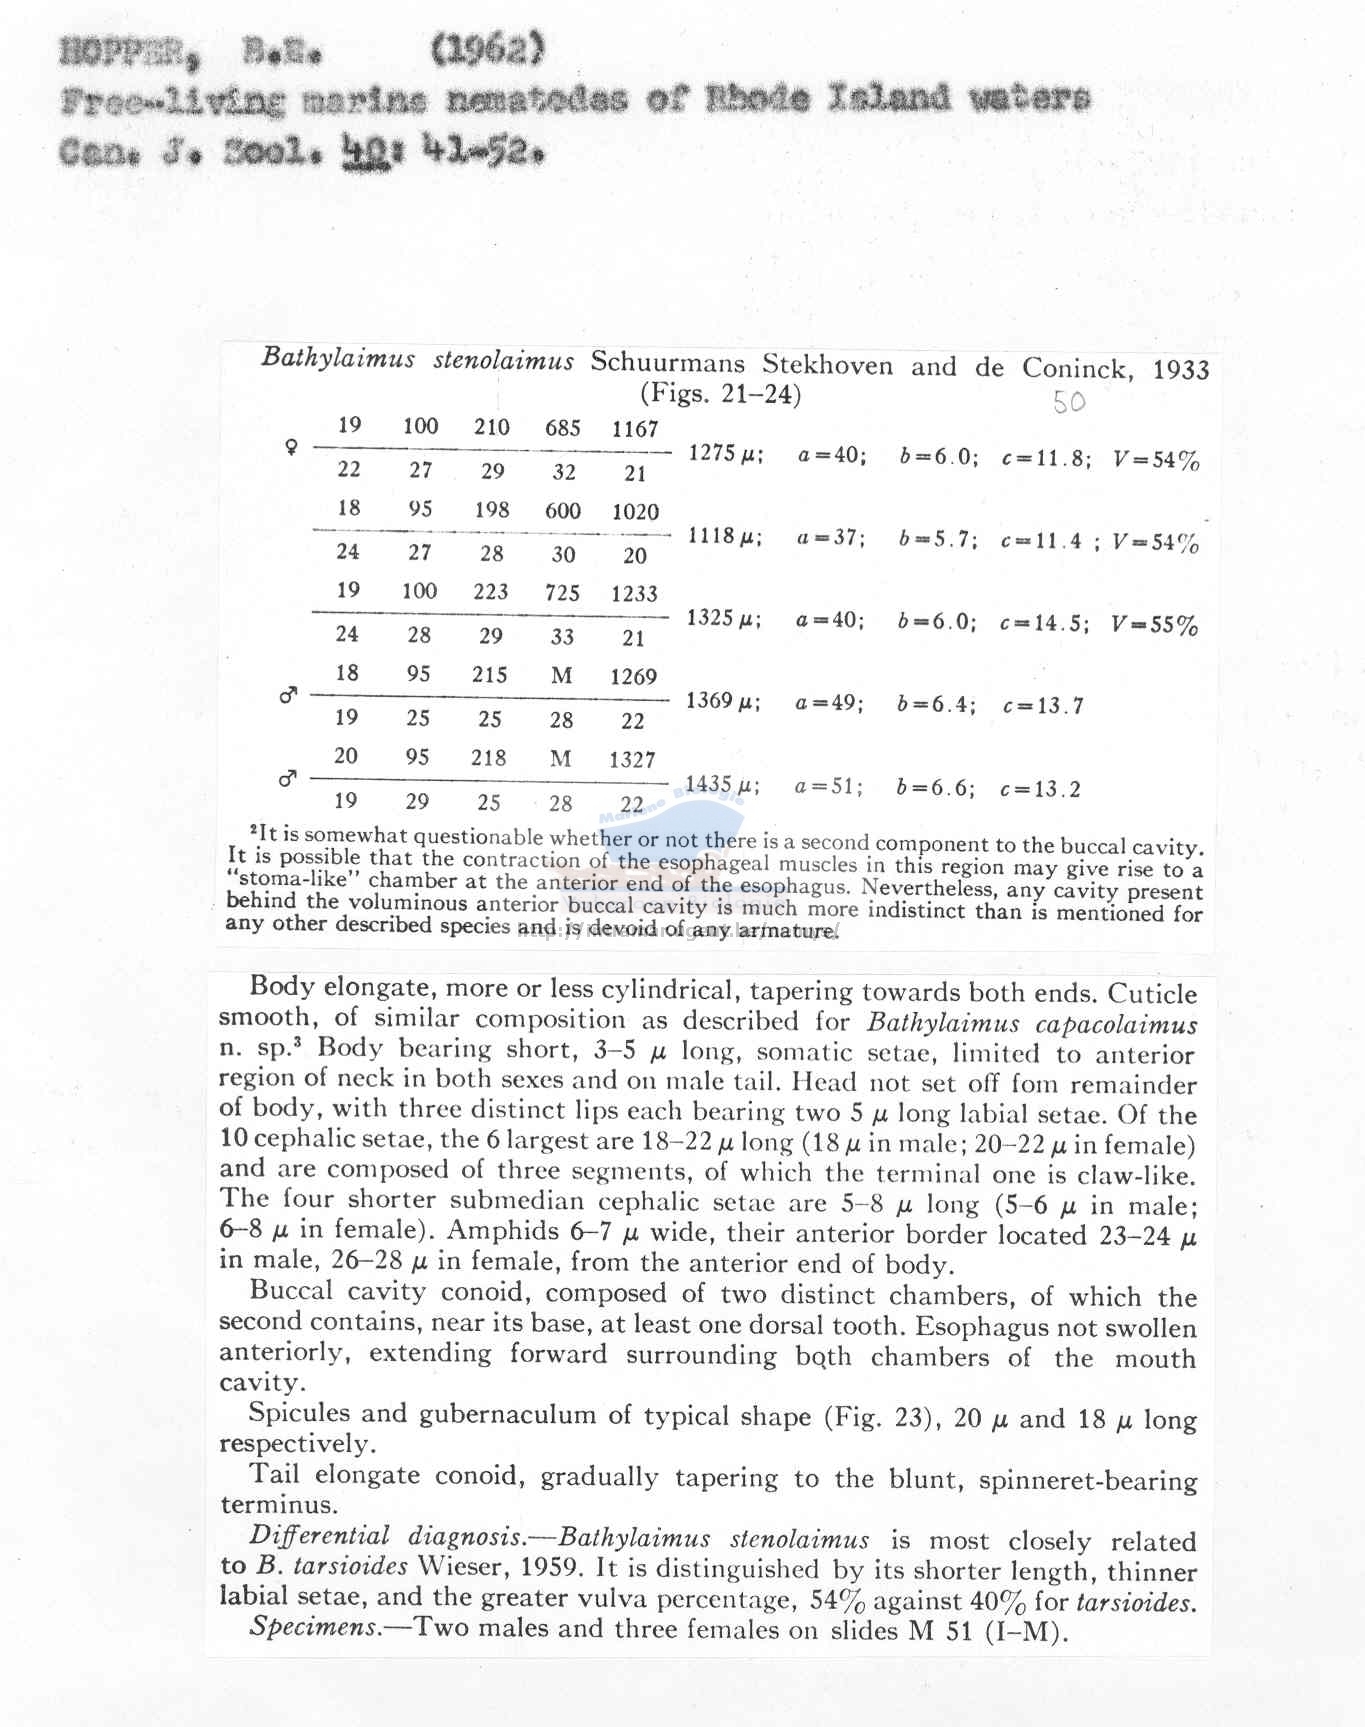 HOPPER, B.E. (1962)
Free-living marine nematodes of Rhode Island waters
Can. J. Zool. 40: 41-52.
Bathylaimus stenolaimus Schuurmans Stekhoven and de Coninck, 1933
(Figs. 21–24)
50
19 100 210 685 1167
♀ 1275 μ; a=40; b=6.0; c=11.8; V=54%
22 27 29 32 21
18 95 198 600 1020
1118 μ; a=37; b=5.7; c=11.4 ; V=54%
24 27 28 30 20
19 100 223 725 1233
1325 μ; a=40; b=6.0; c=14.5; V=55%
24 28 29 33 21
18 95 215 M 1269
♂ 1369 μ; a=49; b=6.4; c=13.7
19 25 25 28 22
20 95 218 M 1327
♂ 1435 μ; a=51; b=6.6; c=13.2
19 29 25 28 22
Mariene Biologie
²It is somewhat questionable whether or not there is a second component to the buccal cavity.
It is possible that the contraction of the esophageal muscles in this region may give rise to a
“stoma-like” chamber at the anterior end of the esophagus. Nevertheless, any cavity present
behind the voluminous anterior buccal cavity is much more indistinct than is mentioned for
any other described species and is devoid of any armature.
Body elongate, more or less cylindrical, tapering towards both ends. Cuticle
smooth, of similar composition as described for Bathylaimus capacolaimus
n. sp.³ Body bearing short, 3–5 μ long, somatic setae, limited to anterior
region of neck in both sexes and on male tail. Head not set off fom remainder
of body, with three distinct lips each bearing two 5 μ long labial setae. Of the
10 cephalic setae, the 6 largest are 18–22 μ long (18 μ in male; 20–22 μ in female)
and are composed of three segments, of which the terminal one is claw-like.
The four shorter submedian cephalic setae are 5–8 μ long (5–6 μ in male;
6–8 μ in female). Amphids 6–7 μ wide, their anterior border located 23–24 μ
in male, 26–28 μ in female, from the anterior end of body.
Buccal cavity conoid, composed of two distinct chambers, of which the
second contains, near its base, at least one dorsal tooth. Esophagus not swollen
anteriorly, extending forward surrounding both chambers of the mouth
cavity.
Spicules and gubernaculum of typical shape (Fig. 23), 20 μ and 18 μ long
respectively.
Tail elongate conoid, gradually tapering to the blunt, spinneret-bearing
terminus.
Differential diagnosis.—Bathylaimus stenolaimus is most closely related
to B. tarsioides Wieser, 1959. It is distinguished by its shorter length, thinner
labial setae, and the greater vulva percentage, 54% against 40% for tarsioides.
Specimens.—Two males and three females on slides M 51 (I–M).